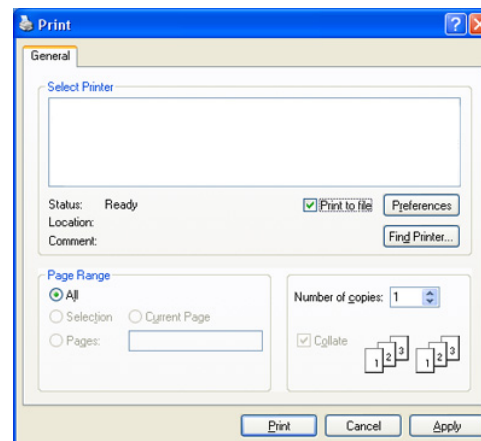 Print
General
Select Printer
Status: Ready
Print to file
Preferences
Location:
Comment:
Find Printer...
Page Range
All
Selection
Current Page
Pages:
Number of copies: 1
Collate
1 2 3 1 2 3
Print
Cancel
Apply